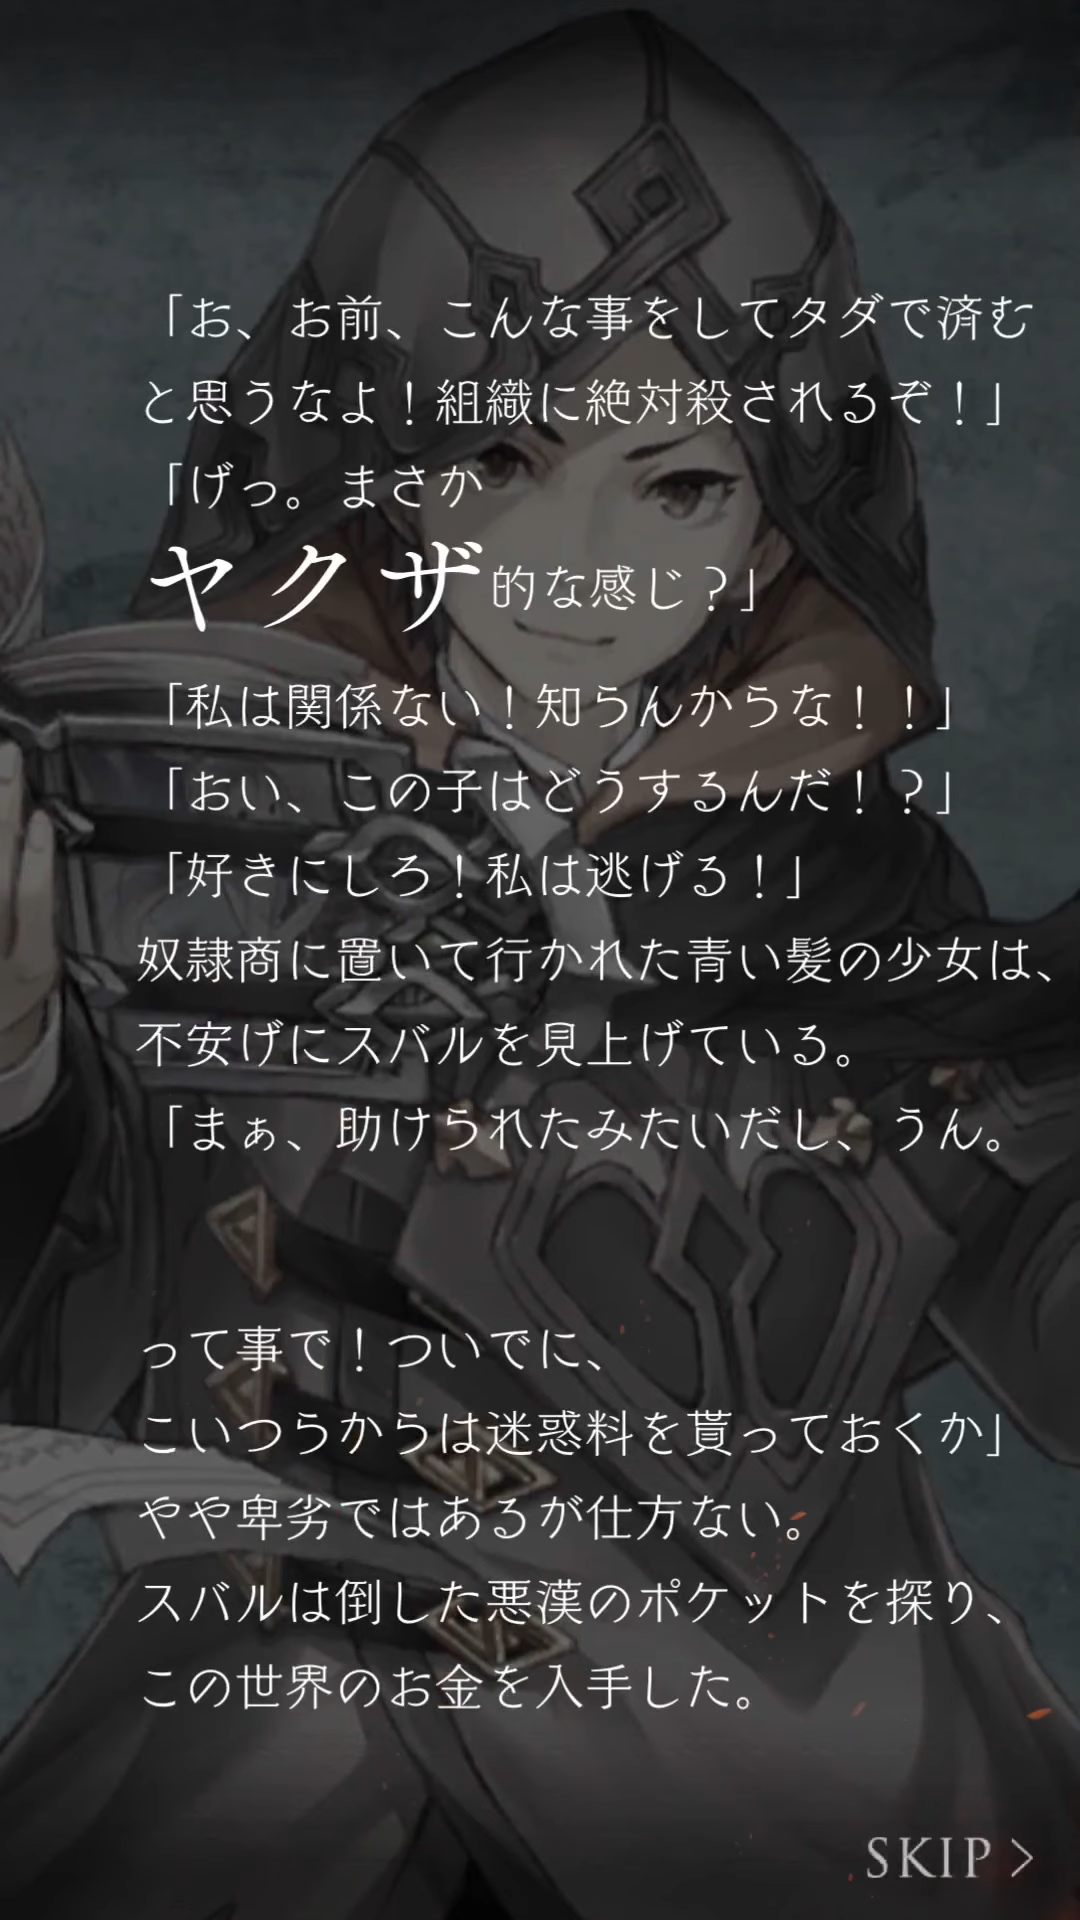 「お、お前、こんな事をしてタダで済む
と思うなよ！組織に絶対殺されるぞ！」
「げっ。まさか
ヤクザ的な感じ？」
「私は関係ない！知らんからな！！」
「おい、この子はどうするんだ！？」
「好きにしろ！私は逃げる！」
奴隷商に置いて行かれた青い髪の少女は、
不安げにスバルを見上げている。
「まぁ、助けられたみたいだし、うん。
って事で！ついでに、
こいつらからは迷惑料を貰っておくか」
やや卑劣ではあるが仕方ない。
スバルは倒した悪漢のポケットを探り、
この世界のお金を入手した。
SKIP >